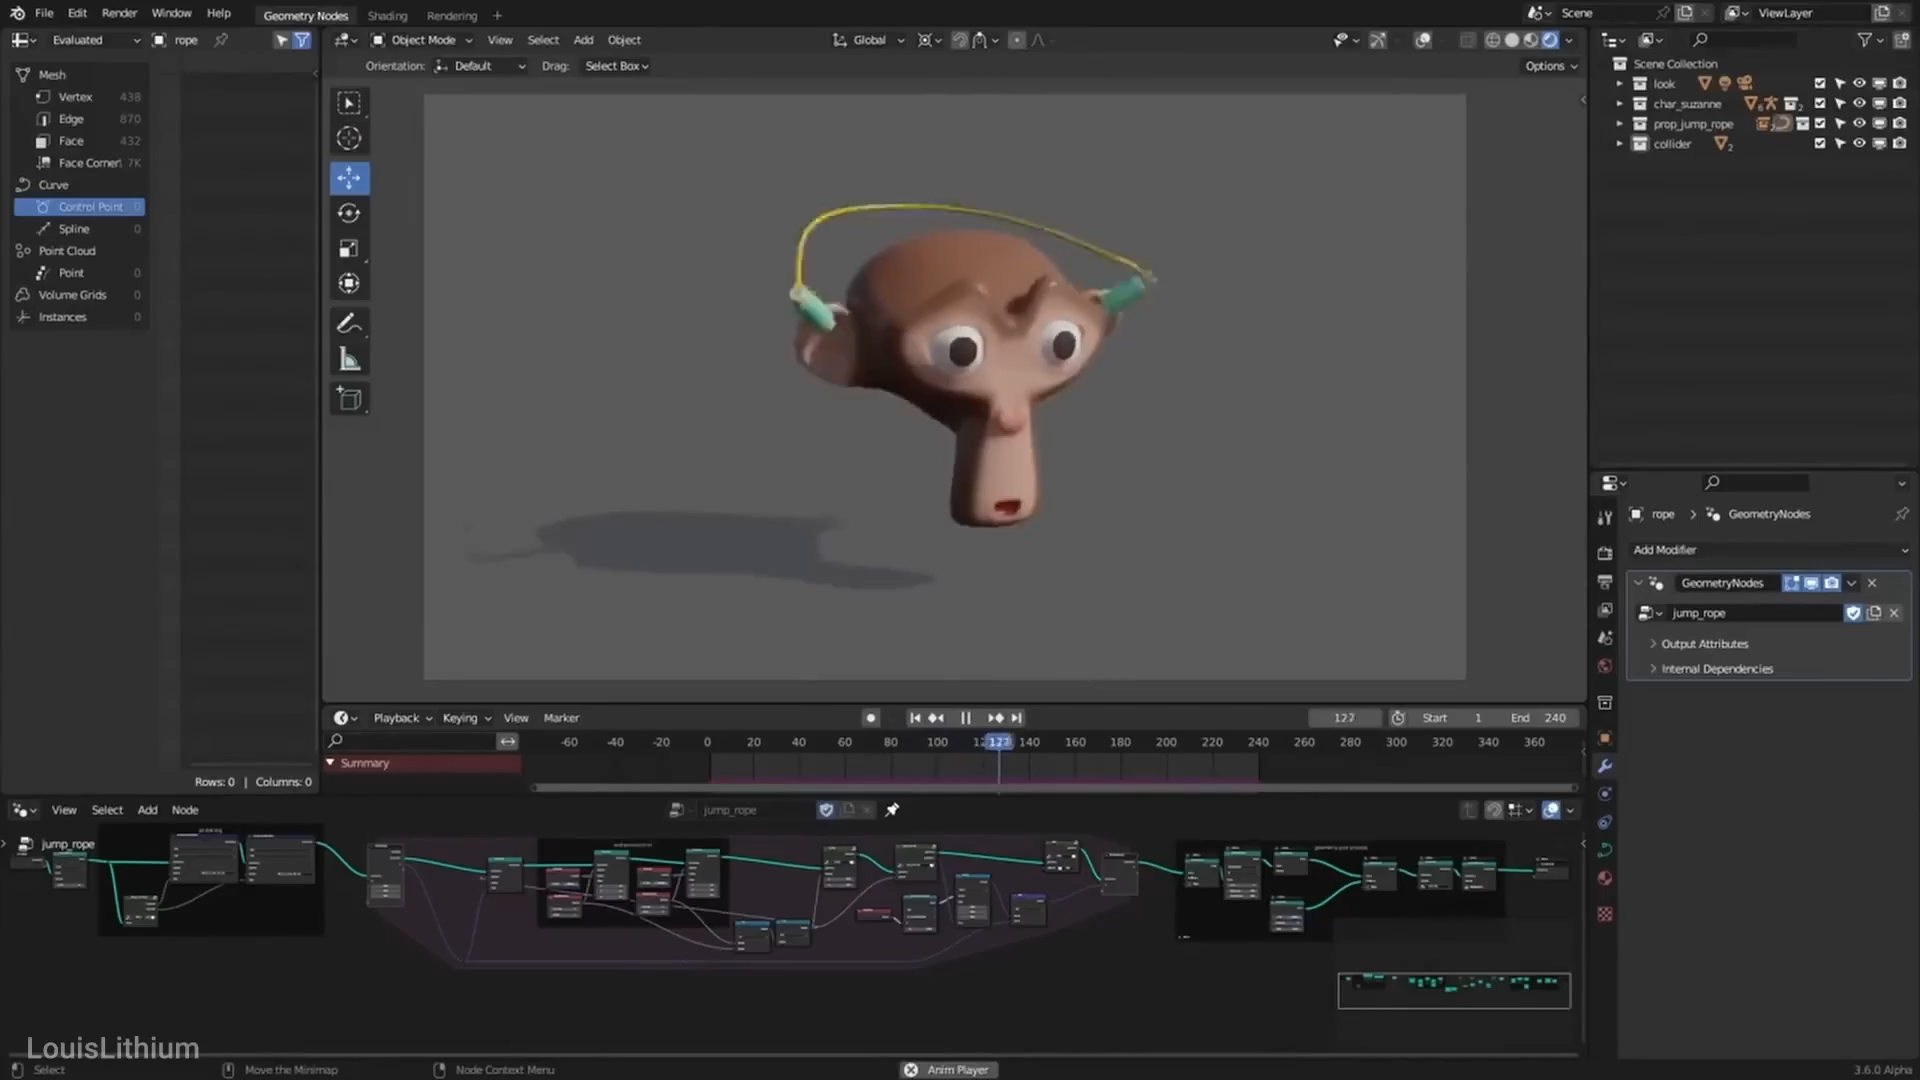 File Edit Render Window Help Geometry Nodes Shading Rendering + Scene ViewLayer
Evaluated rope Object Mode View Select Add Object Global
Orientation: Default Drag: Select Box Options
Mesh
Vertex 438
Edge 870
Face 432
Face Corner 7K
Curve
Control Point 0
Spline 0
Point Cloud
Point 0
Volume Grids 0
Instances 0
Rows: 0 | Columns: 0
Scene Collection
look
char_suzanne 6 2
prop_jump_rope 2
collider 2
rope > GeometryNodes
Add Modifier
GeometryNodes
jump_rope
Output Attributes
Internal Dependencies
Playback Keying View Marker 127 Start 1 End 240
-60 -40 -20 0 20 40 60 80 100 127 140 160 180 200 220 240 260 280 300 320 340 360
Summary
View Select Add Node jump_rope
jump_rope
LouisLithium
Select Move the Minimap Node Context Menu Anim Player 3.6.0 Alpha